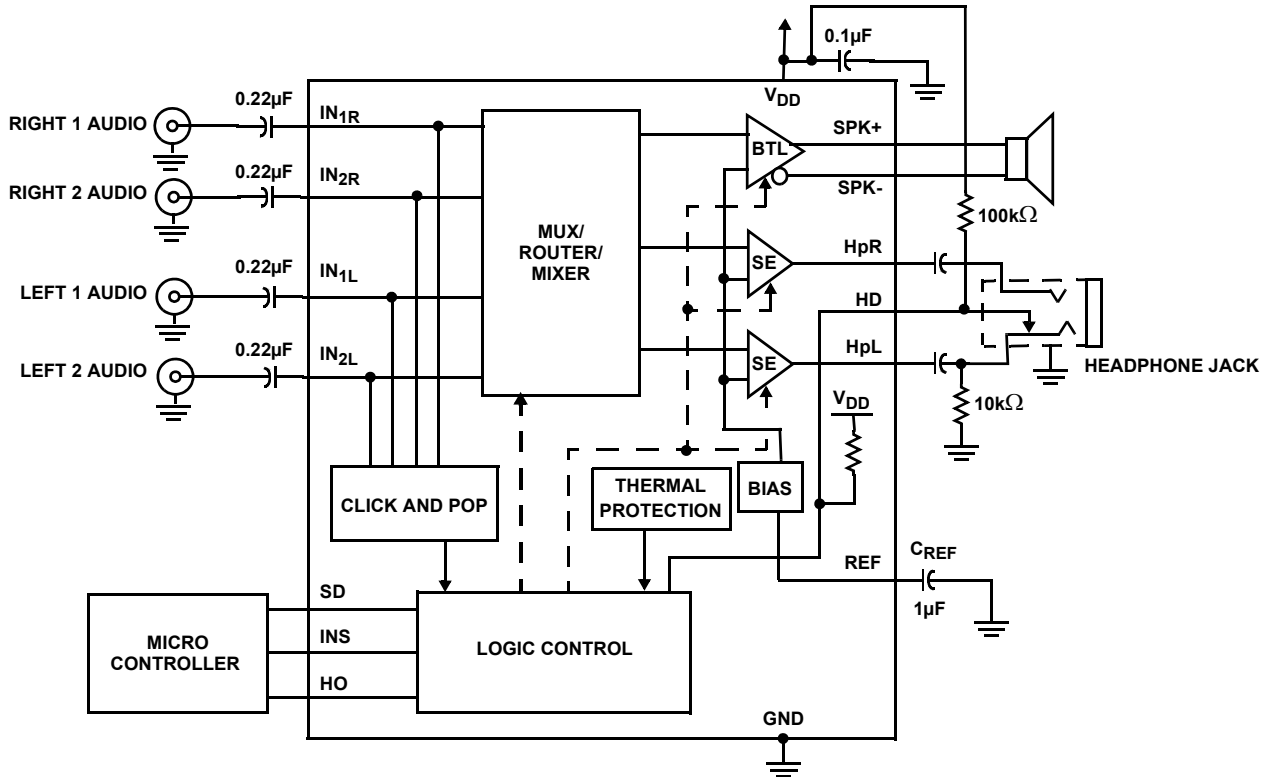 0.1µF
VDD
0.22µF
IN1R
RIGHT 1 AUDIO
SPK+
BTL
0.22µF
IN2R
RIGHT 2 AUDIO
SPK-
100kΩ
MUX/
ROUTER/
MIXER
HpR
SE
0.22µF
IN1L
LEFT 1 AUDIO
HD
0.22µF
IN2L
LEFT 2 AUDIO
HpL
SE
HEADPHONE JACK
VDD
10kΩ
CLICK AND POP
THERMAL
PROTECTION
BIAS
REF
CREF
1µF
SD
INS
HO
MICRO
CONTROLLER
LOGIC CONTROL
GND